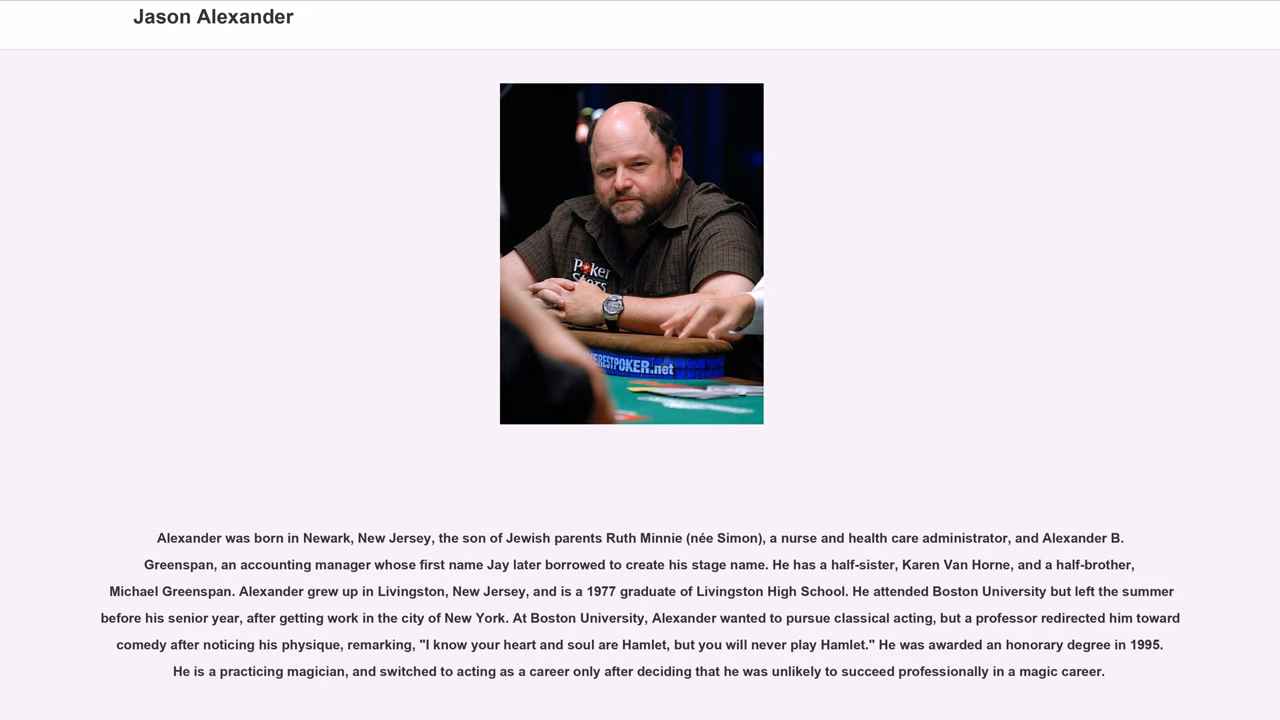 Jason Alexander
Poker
Stars
ERESTPOKER.net
Alexander was born in Newark, New Jersey, the son of Jewish parents Ruth Minnie (née Simon), a nurse and health care administrator, and Alexander B.
Greenspan, an accounting manager whose first name Jay later borrowed to create his stage name. He has a half-sister, Karen Van Horne, and a half-brother,
Michael Greenspan. Alexander grew up in Livingston, New Jersey, and is a 1977 graduate of Livingston High School. He attended Boston University but left the summer
before his senior year, after getting work in the city of New York. At Boston University, Alexander wanted to pursue classical acting, but a professor redirected him toward
comedy after noticing his physique, remarking, "I know your heart and soul are Hamlet, but you will never play Hamlet." He was awarded an honorary degree in 1995.
He is a practicing magician, and switched to acting as a career only after deciding that he was unlikely to succeed professionally in a magic career.